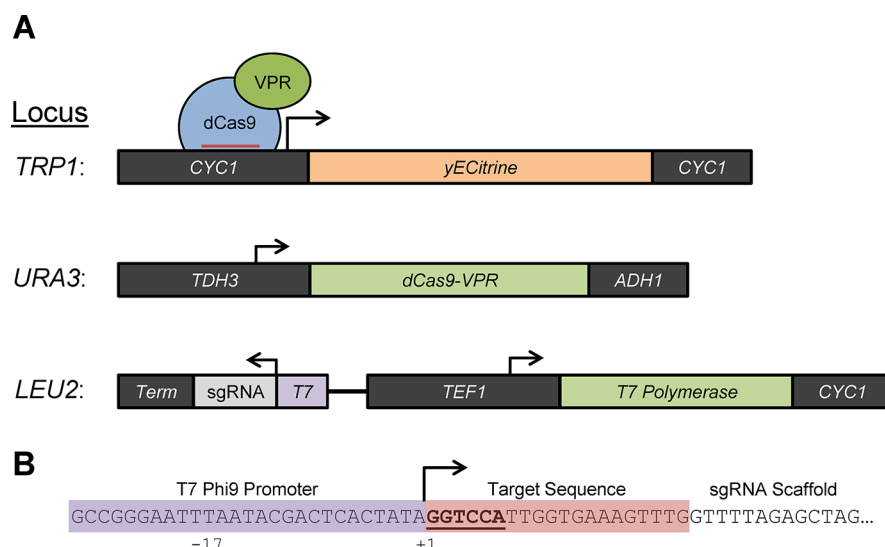 A
VPR
dCas9
Locus
TRP1: CYC1 yECitrine CYC1
URA3: TDH3 dCas9-VPR ADH1
LEU2: Term sgRNA T7 TEF1 T7 Polymerase CYC1
B
T7 Phi9 Promoter Target Sequence sgRNA Scaffold
GCCGGGAATTTAATACGACTCACTATAGGTCCATTGGTGAAAGTTTGGTTTTAGAGCTAG...
-17 +1